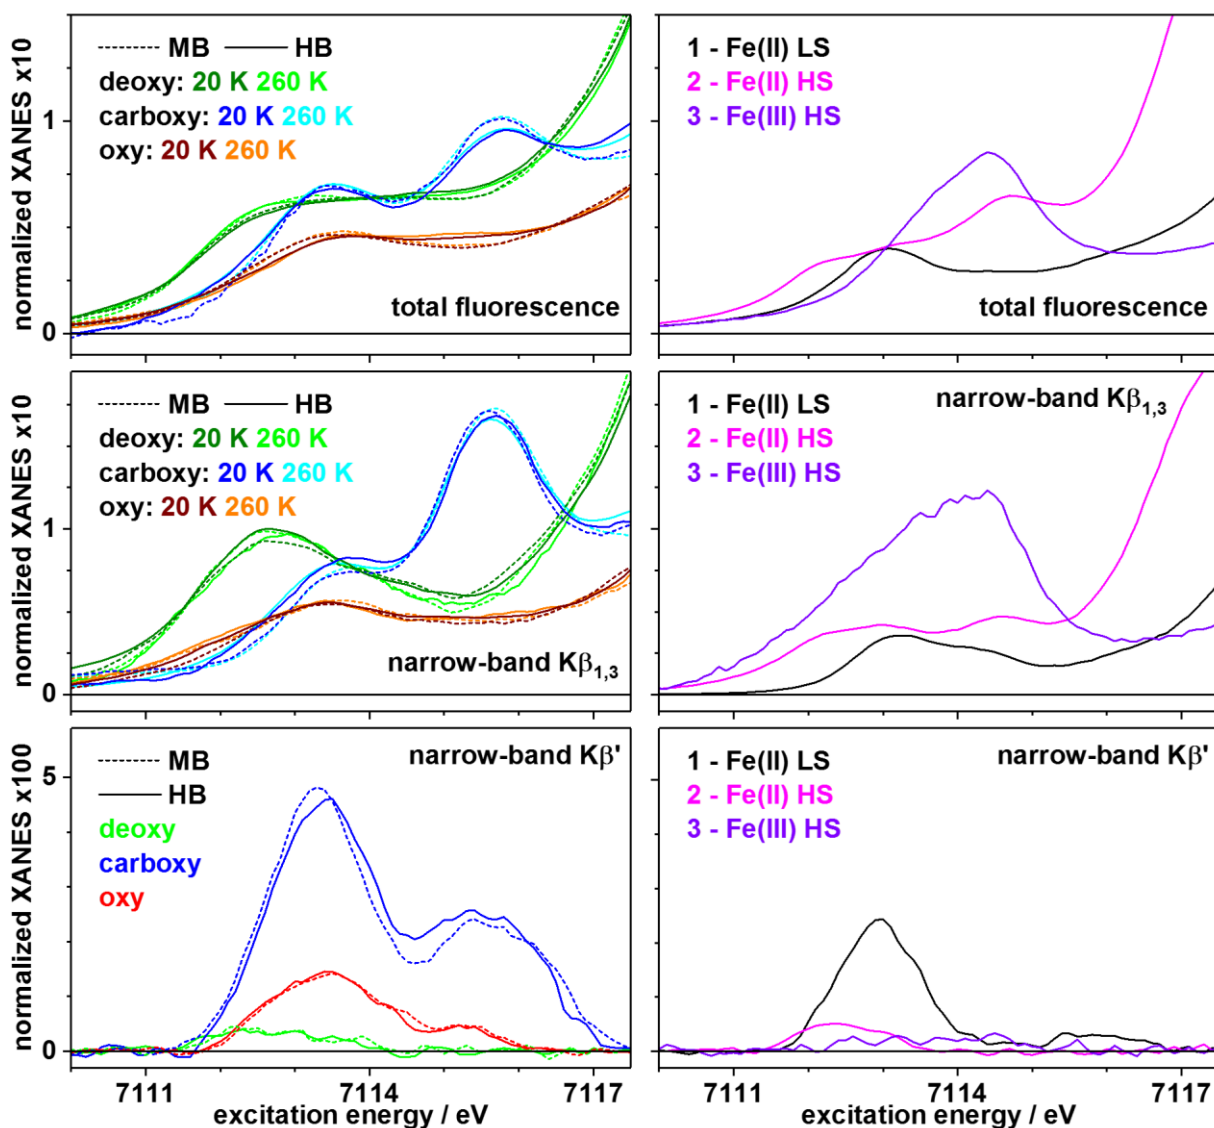 normalized XANES x10
1
0
MB HB
deoxy: 20 K 260 K
carboxy: 20 K 260 K
oxy: 20 K 260 K
total fluorescence
1 - Fe(II) LS
2 - Fe(II) HS
3 - Fe(III) HS
total fluorescence
normalized XANES x10
1
0
MB HB
deoxy: 20 K 260 K
carboxy: 20 K 260 K
oxy: 20 K 260 K
narrow-band Kβ1,3
narrow-band Kβ1,3
1 - Fe(II) LS
2 - Fe(II) HS
3 - Fe(III) HS
normalized XANES x100
5
0
narrow-band Kβ'
MB
HB
deoxy
carboxy
oxy
7111 7114 7117
excitation energy / eV
narrow-band Kβ'
1 - Fe(II) LS
2 - Fe(II) HS
3 - Fe(III) HS
7111 7114 7117
excitation energy / eV